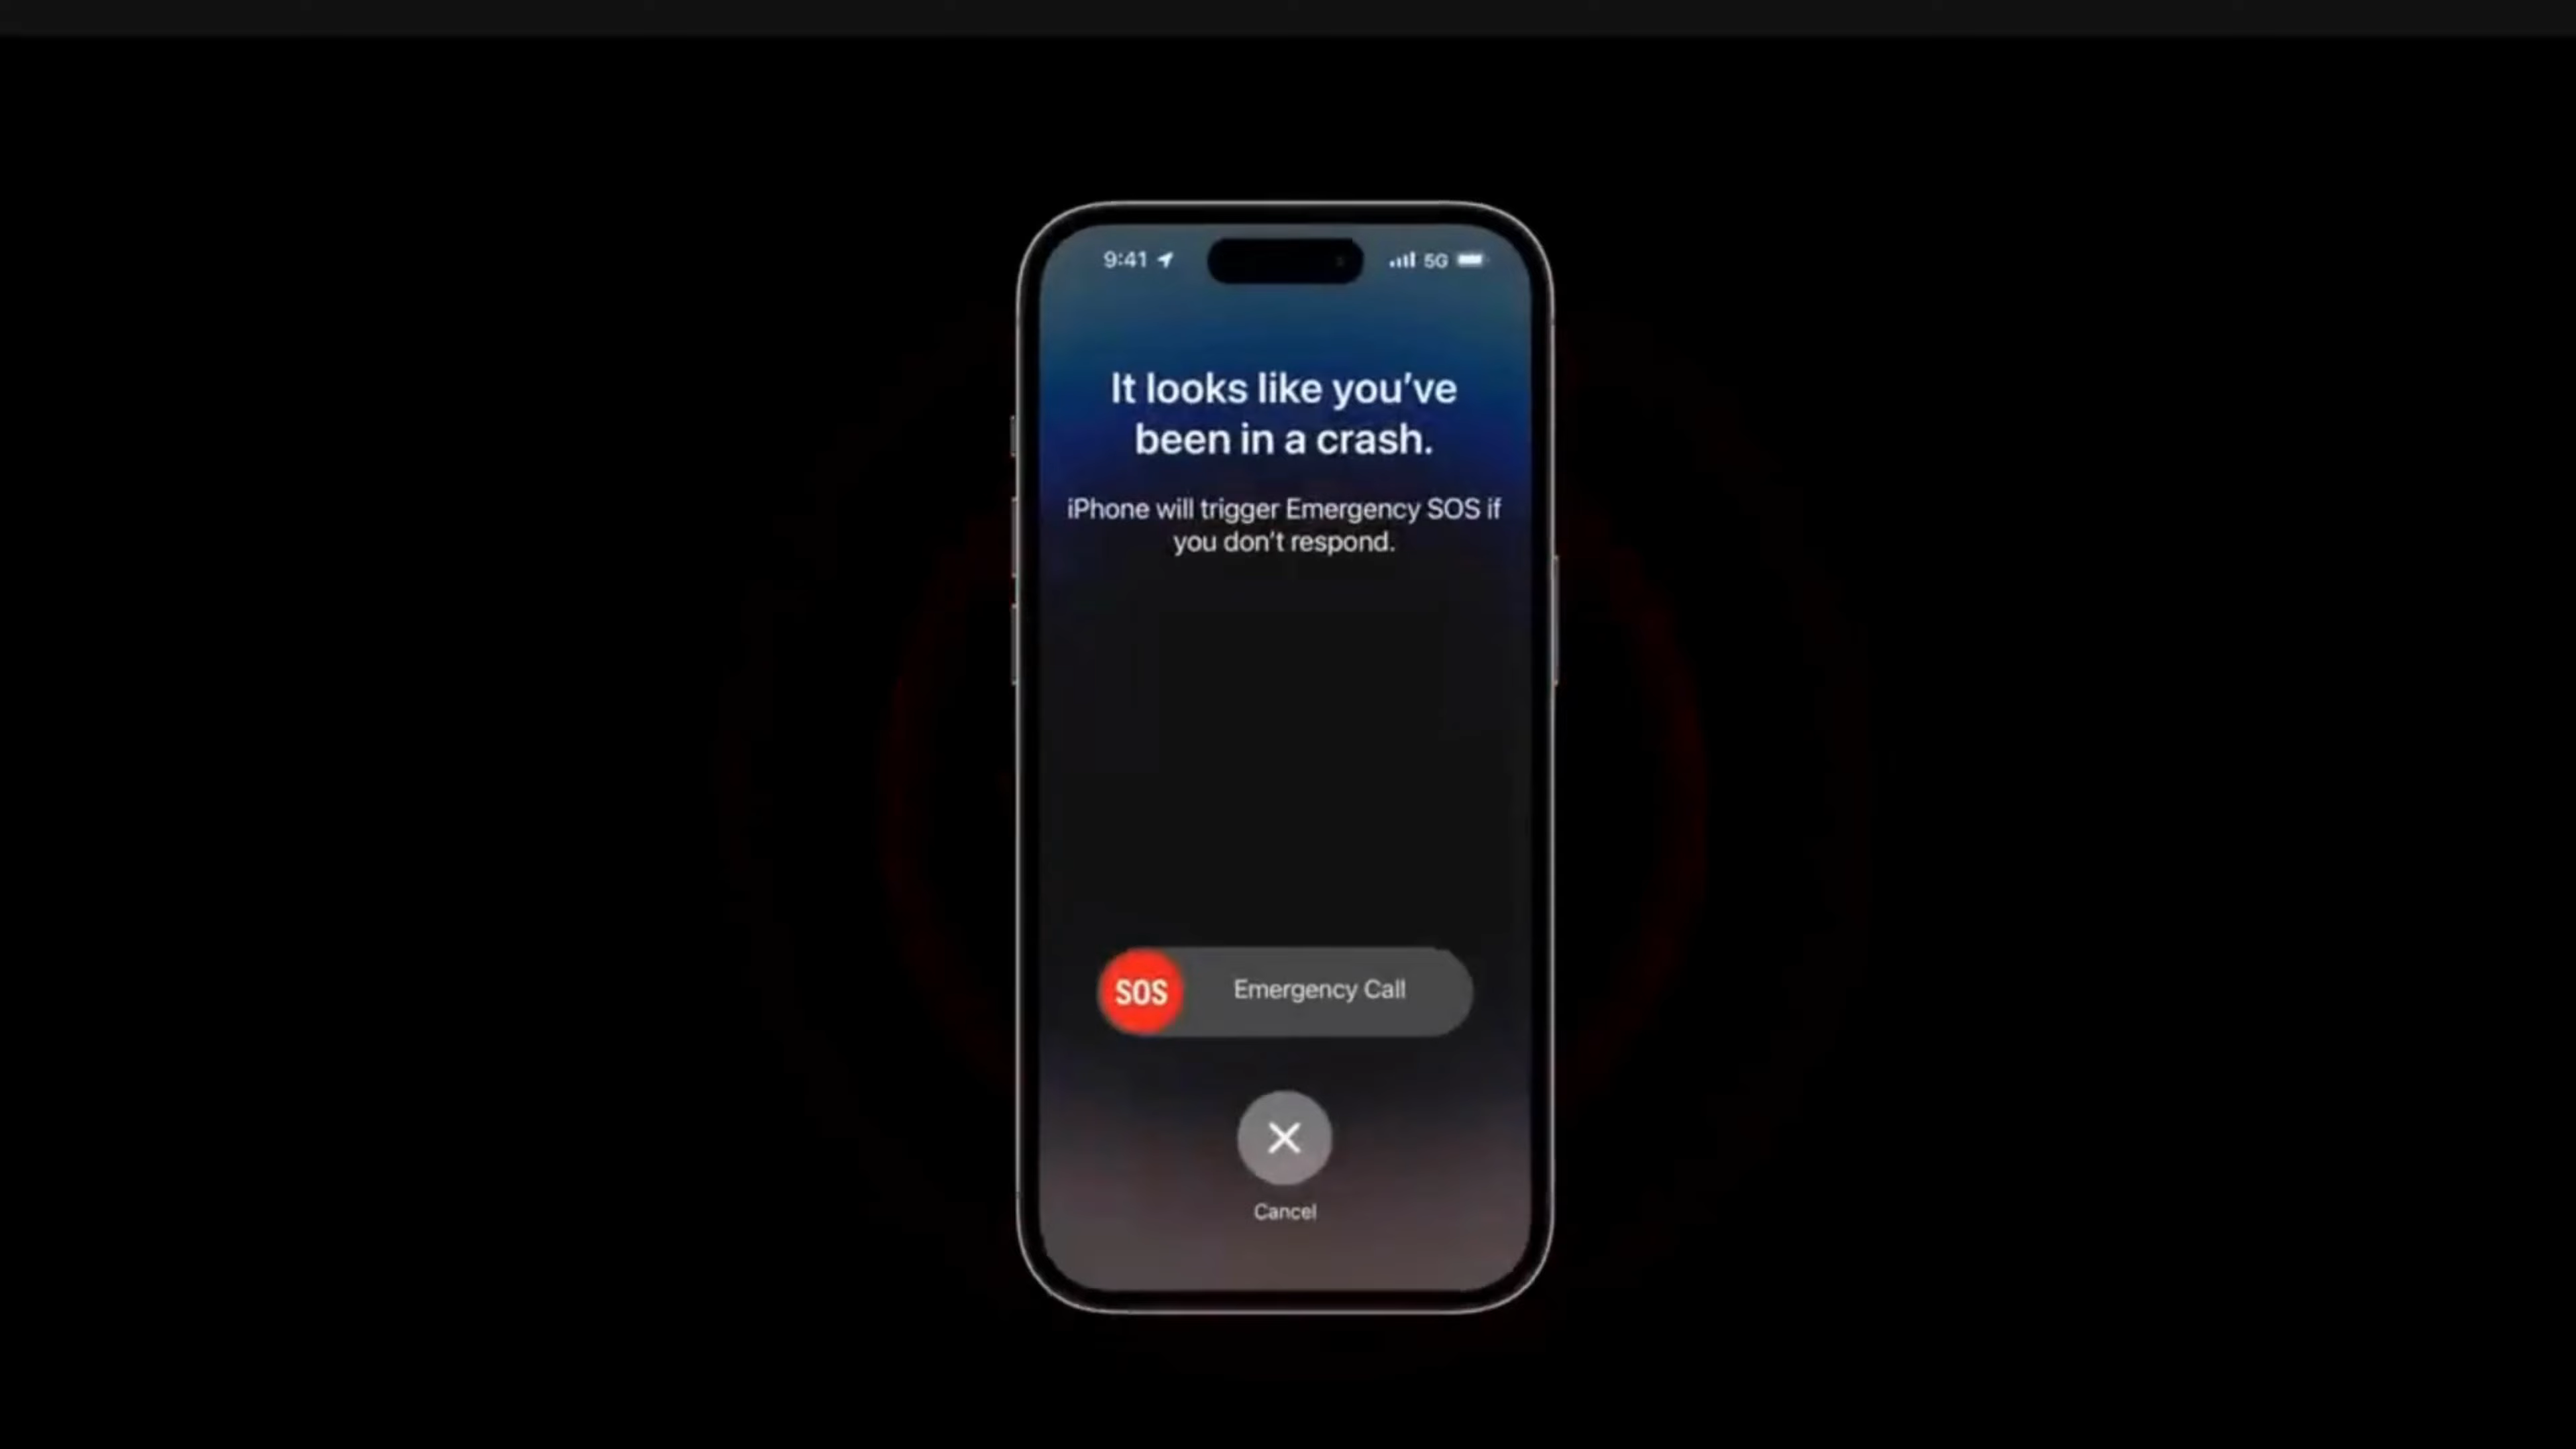 9:41
5G
It looks like you've
been in a crash.
iPhone will trigger Emergency SOS if
you don't respond.
SOS
Emergency Call
Cancel